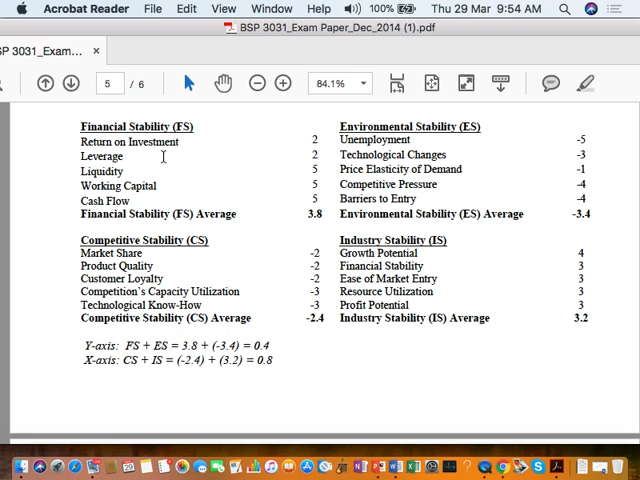 Acrobat Reader File Edit View Window Help 100% Thu 29 Mar 9:54 AM
BSP 3031_Exam Paper_Dec_2014 (1).pdf
SP 3031_Exam... ×
5 / 6 84.1%
Financial Stability (FS)
Return on Investment 2
Leverage 2
Liquidity 5
Working Capital 5
Cash Flow 5
Financial Stability (FS) Average 3.8
Environmental Stability (ES)
Unemployment -5
Technological Changes -3
Price Elasticity of Demand -1
Competitive Pressure -4
Barriers to Entry -4
Environmental Stability (ES) Average -3.4
Competitive Stability (CS)
Market Share -2
Product Quality -2
Customer Loyalty -2
Competition's Capacity Utilization -3
Technological Know-How -3
Competitive Stability (CS) Average -2.4
Industry Stability (IS)
Growth Potential 4
Financial Stability 3
Ease of Market Entry 3
Resource Utilization 3
Profit Potential 3
Industry Stability (IS) Average 3.2
Y-axis: FS + ES = 3.8 + (-3.4) = 0.4
X-axis: CS + IS = (-2.4) + (3.2) = 0.8